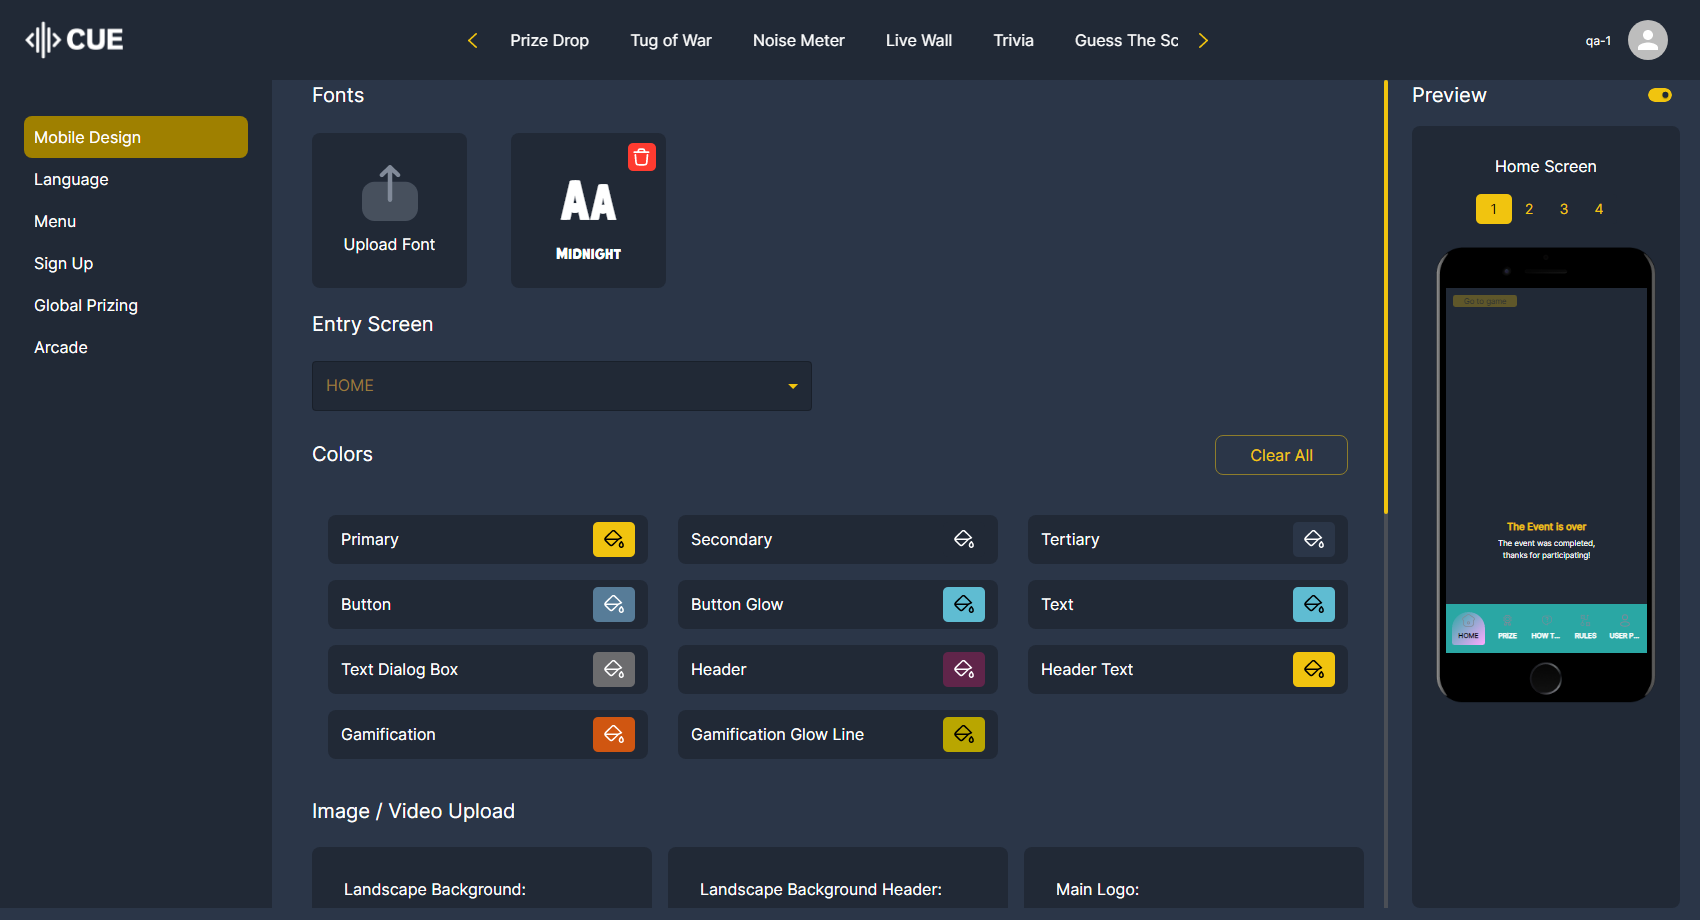 CUE
Prize Drop
Tug of War
Noise Meter
Live Wall
Trivia
Guess The Sc
qa-1
Mobile Design
Language
Menu
Sign Up
Global Prizing
Arcade
Fonts
Upload Font
AA
MIDNIGHT
Entry Screen
HOME
Colors
Clear All
Primary
Secondary
Tertiary
Button
Button Glow
Text
Text Dialog Box
Header
Header Text
Gamification
Gamification Glow Line
Image / Video Upload
Landscape Background:
Landscape Background Header:
Main Logo:
Preview
Home Screen
1 2 3 4
Go to game
The Event is over
The event was completed,
thanks for participating!
HOME PRIZE HOW T... RULES USER P...